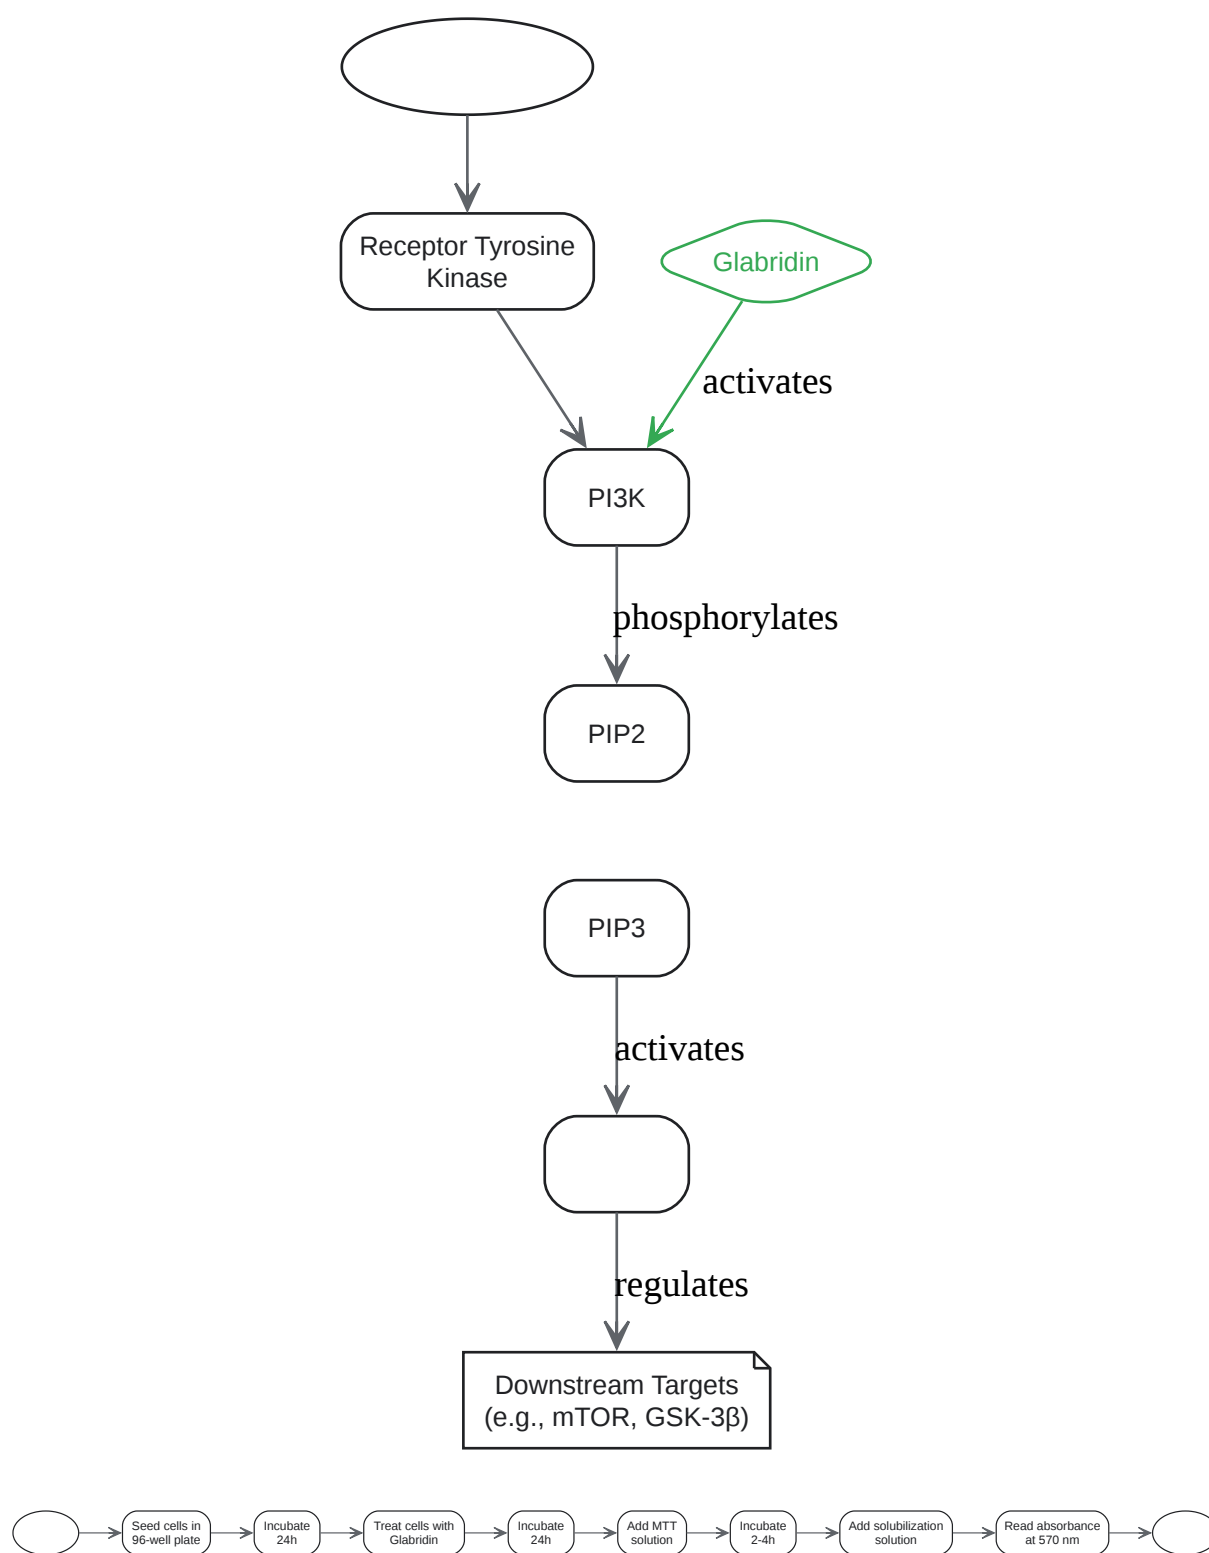 Receptor Tyrosine
Kinase
Glabridin
activates
PI3K
phosphorylates
PIP2
PIP3
activates
regulates
Downstream Targets
(e.g., mTOR, GSK-3β)
Seed cells in
96-well plate
Incubate
24h
Treat cells with
Glabridin
Incubate
24h
Add MTT
solution
Incubate
2-4h
Add solubilization
solution
Read absorbance
at 570 nm